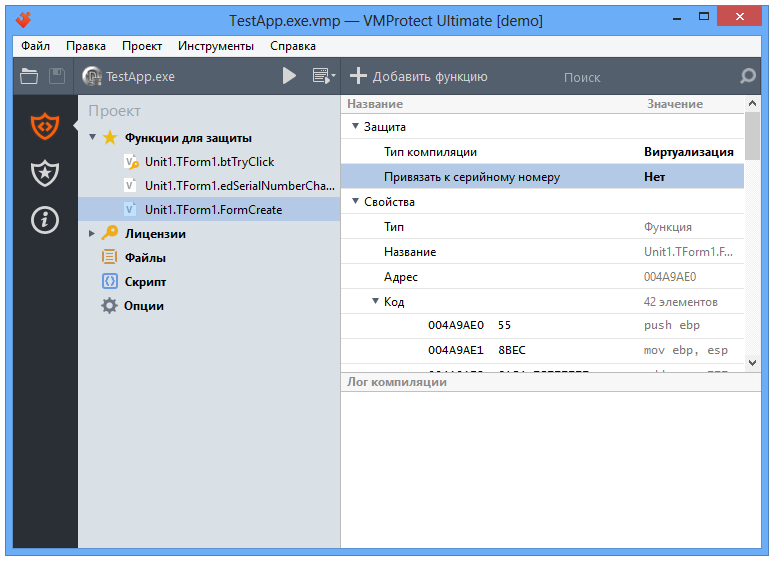 TestApp.exe.vmp — VMProtect Ultimate [demo]
Файл Правка Проект Инструменты Справка
TestApp.exe
Добавить функцию
Поиск
Проект
Функции для защиты
Unit1.TForm1.btTryClick
Unit1.TForm1.edSerialNumberCha...
Unit1.TForm1.FormCreate
Лицензии
Файлы
Скрипт
Опции
Название Значение
Защита
Тип компиляции Виртуализация
Привязать к серийному номеру Нет
Свойства
Тип Функция
Название Unit1.TForm1.F...
Адрес 004A9AE0
Код 42 элементов
004A9AE0 55 push ebp
004A9AE1 8BEC mov ebp, esp
Лог компиляции